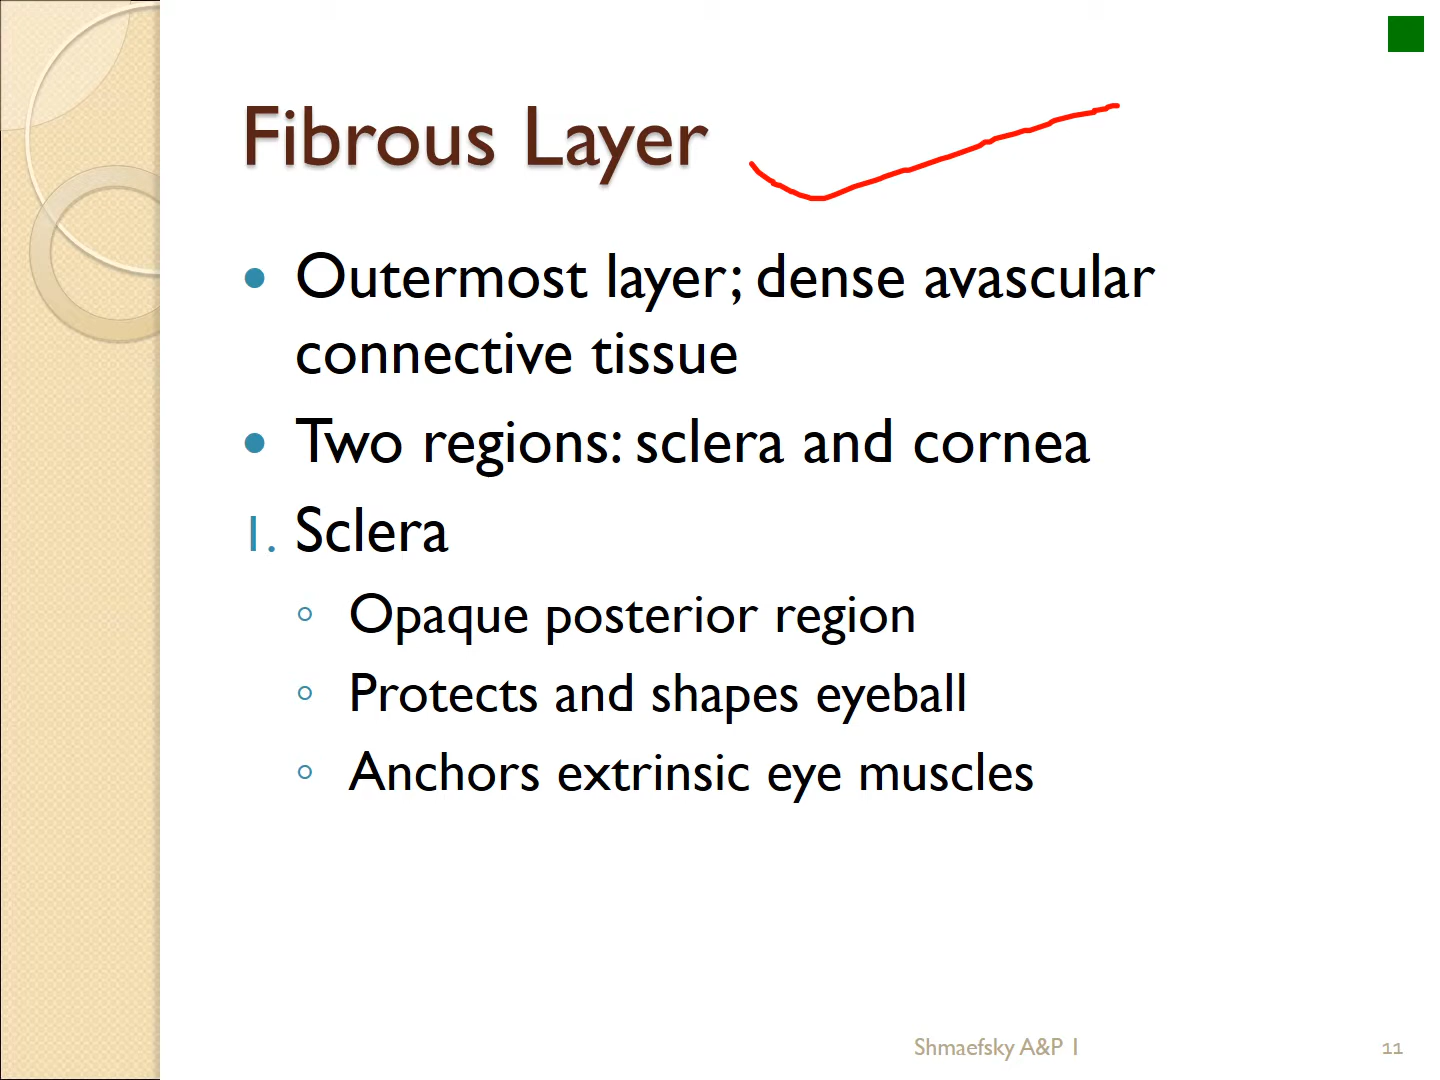 Fibrous Layer
• Outermost layer; dense avascular
connective tissue
• Two regions: sclera and cornea
1. Sclera
◦ Opaque posterior region
◦ Protects and shapes eyeball
◦ Anchors extrinsic eye muscles
Shmaefsky A&P 1
11